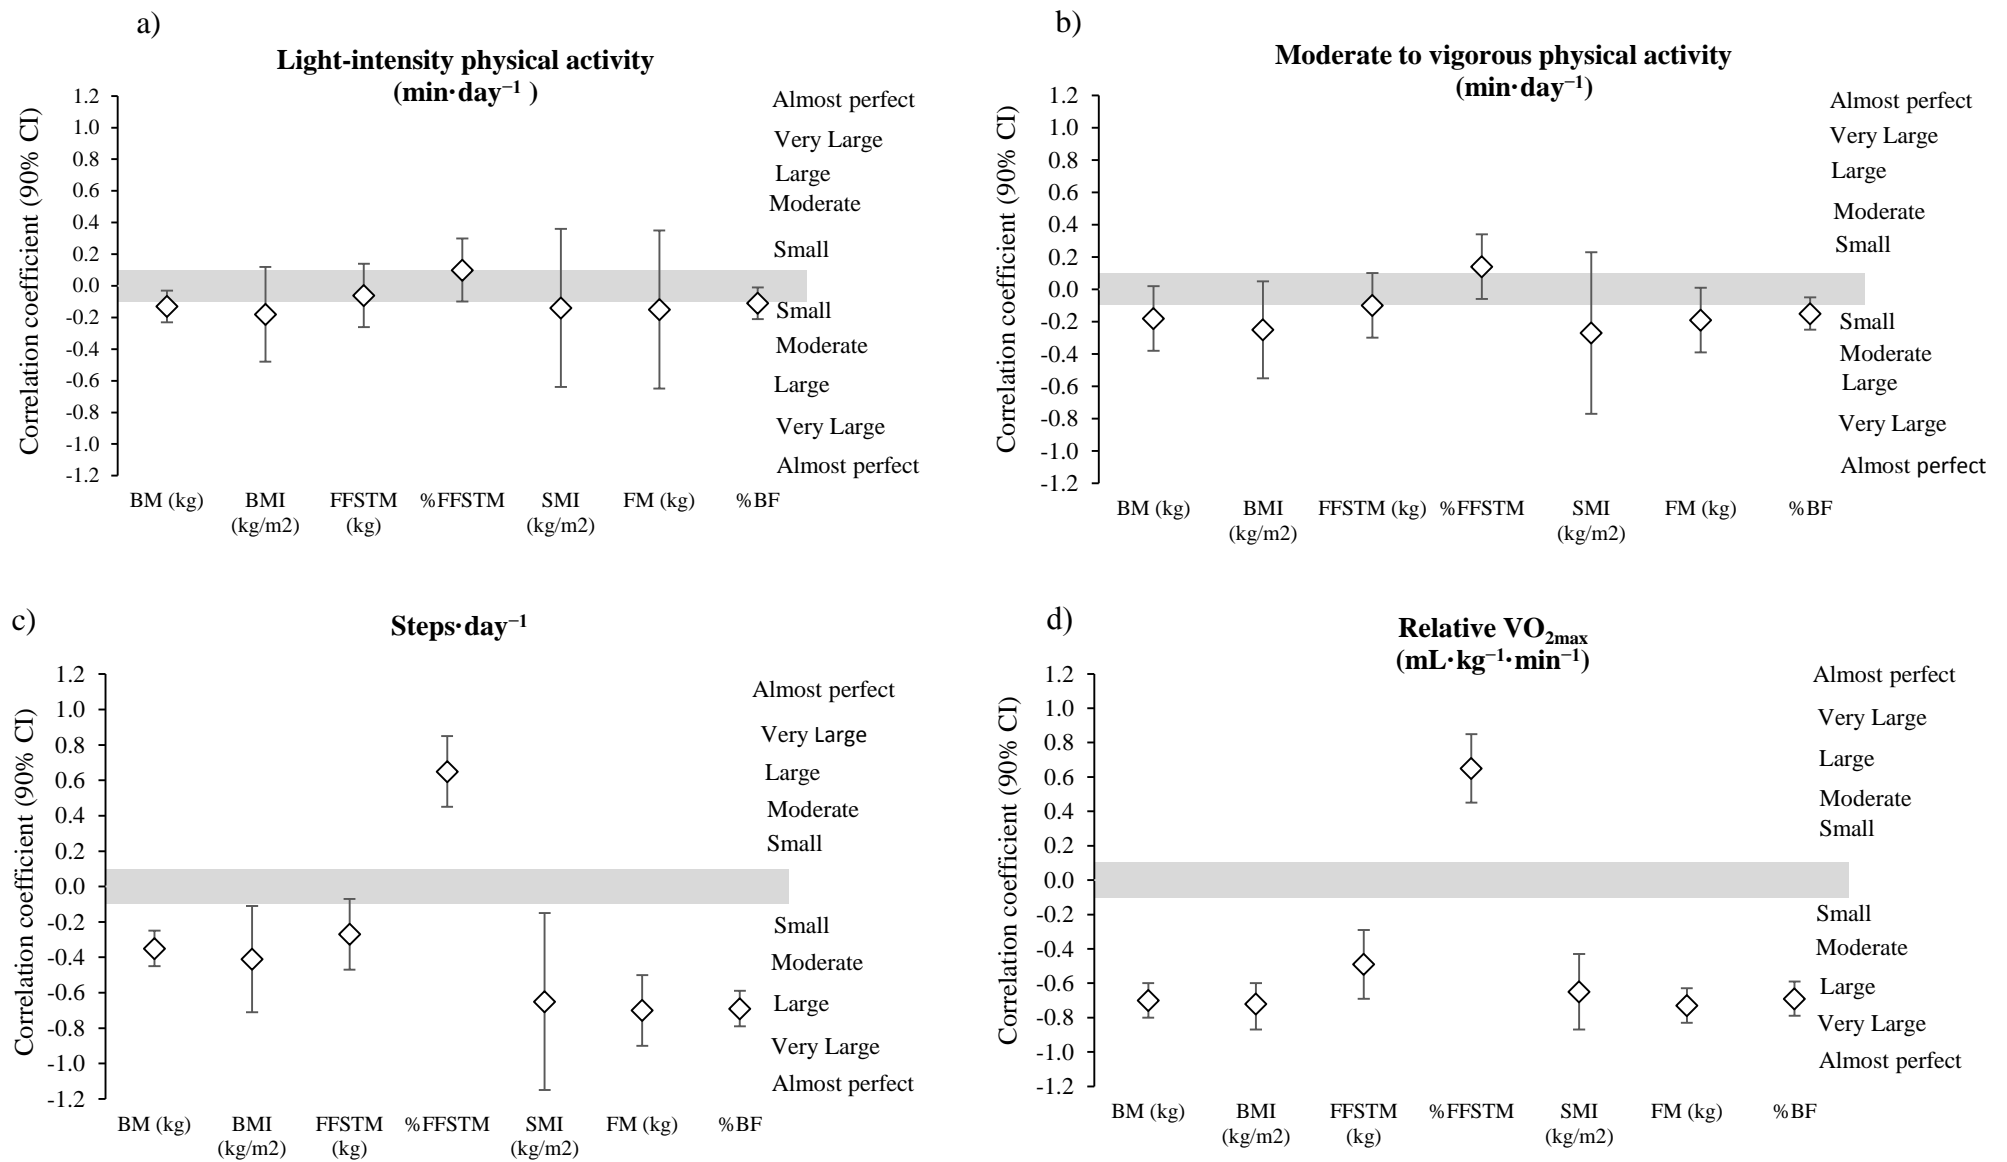 a)
Light-intensity physical activity
(min·day⁻¹ )
Correlation coefficient (90% CI)
1.2
1.0
0.8
0.6
0.4
0.2
0.0
-0.2
-0.4
-0.6
-0.8
-1.0
-1.2
Almost perfect
Very Large
Large
Moderate
Small
Small
Moderate
Large
Very Large
Almost perfect
BM (kg) BMI FFSTM %FFSTM SMI FM (kg) %BF
(kg/m2) (kg) (kg/m2)
b)
Moderate to vigorous physical activity
(min·day⁻¹)
Correlation coefficient (90% CI)
1.2
1.0
0.8
0.6
0.4
0.2
0.0
-0.2
-0.4
-0.6
-0.8
-1.0
-1.2
Almost perfect
Very Large
Large
Moderate
Small
Small
Moderate
Large
Very Large
Almost perfect
BM (kg) BMI FFSTM (kg) %FFSTM SMI FM (kg) %BF
(kg/m2) (kg/m2)
c)
Steps·day⁻¹
Correlation coefficient (90% CI)
1.2
1.0
0.8
0.6
0.4
0.2
0.0
-0.2
-0.4
-0.6
-0.8
-1.0
-1.2
Almost perfect
Very Large
Large
Moderate
Small
Small
Moderate
Large
Very Large
Almost perfect
BM (kg) BMI FFSTM %FFSTM SMI FM (kg) %BF
(kg/m2) (kg) (kg/m2)
d)
Relative VO₂max
(mL·kg⁻¹·min⁻¹)
Correlation coefficient (90% CI)
1.2
1.0
0.8
0.6
0.4
0.2
0.0
-0.2
-0.4
-0.6
-0.8
-1.0
-1.2
Almost perfect
Very Large
Large
Moderate
Small
Small
Moderate
Large
Very Large
Almost perfect
BM (kg) BMI FFSTM %FFSTM SMI FM (kg) %BF
(kg/m2) (kg) (kg/m2)